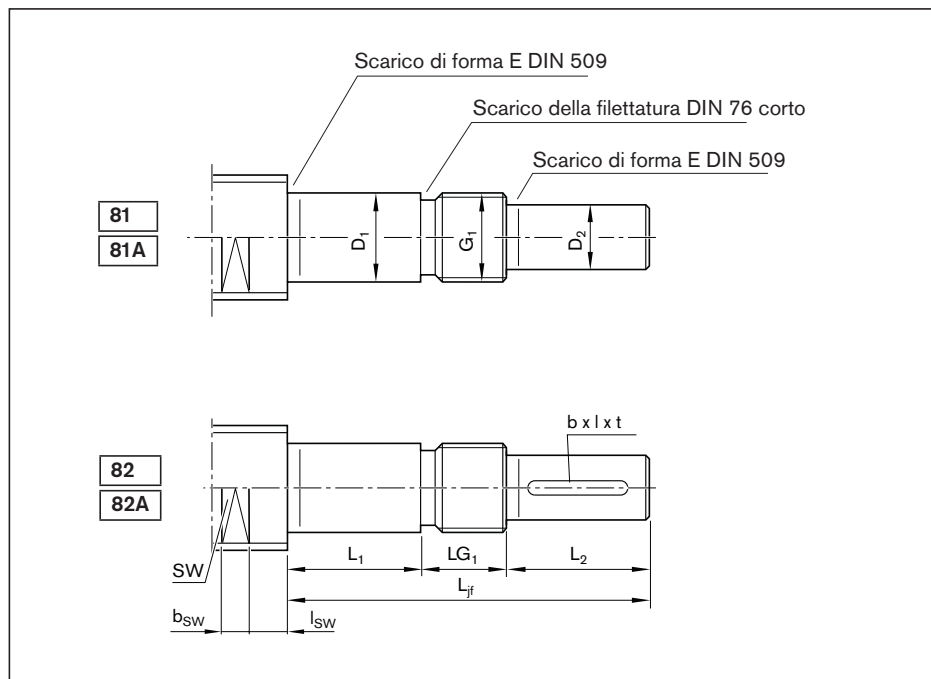 Scarico di forma E DIN 509
Scarico della filettatura DIN 76 corto
Scarico di forma E DIN 509
81
81A
D1
G1
D2
b x l x t
82
82A
SW
L1
LG1
L2
Ljf
bSW
lSW